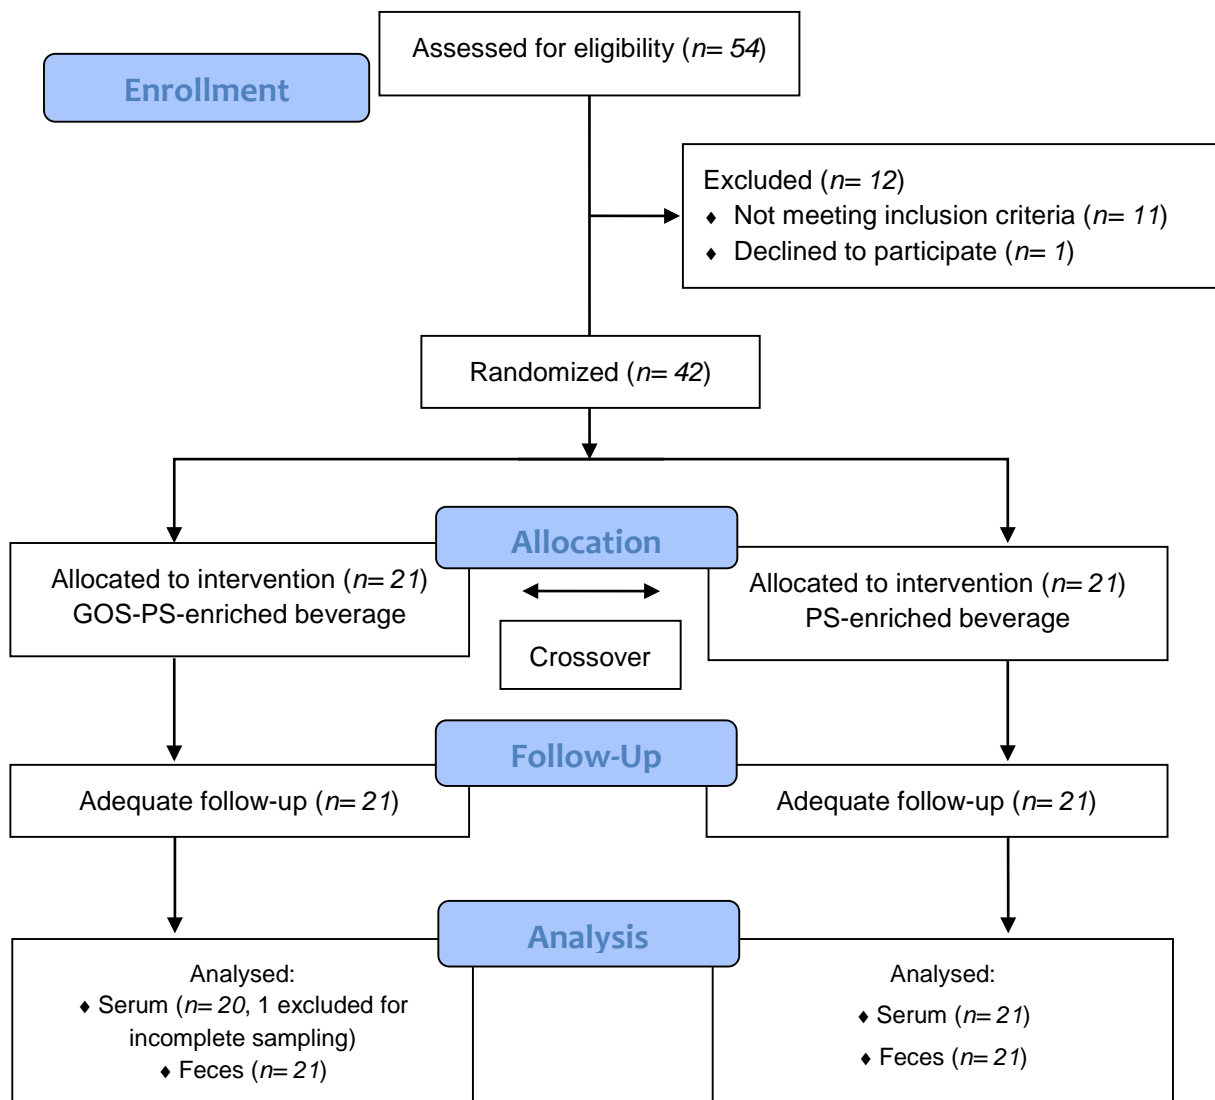 Assessed for eligibility (n= 54)
Enrollment
Excluded (n= 12)
♦ Not meeting inclusion criteria (n= 11)
♦ Declined to participate (n= 1)
Randomized (n= 42)
Allocation
Allocated to intervention (n= 21)
GOS-PS-enriched beverage
Crossover
Allocated to intervention (n= 21)
PS-enriched beverage
Follow-Up
Adequate follow-up (n= 21)
Adequate follow-up (n= 21)
Analysis
Analysed:
♦ Serum (n= 20, 1 excluded for
incomplete sampling)
♦ Feces (n= 21)
Analysed:
♦ Serum (n= 21)
♦ Feces (n= 21)